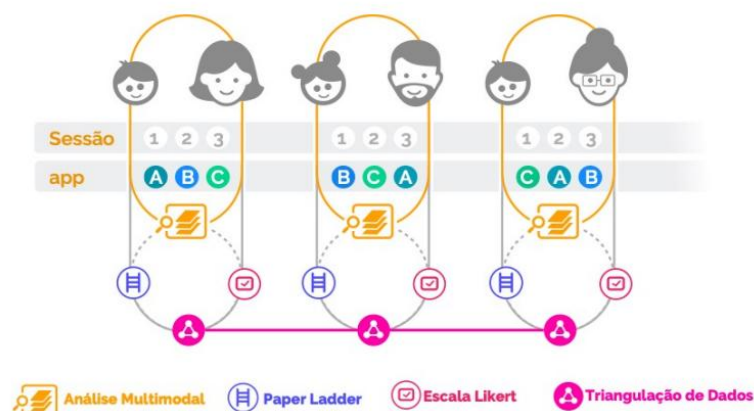 Sessão 1 2 3 1 2 3 1 2 3
app A B C B C A C A B
Análise Multimodal Paper Ladder Escala Likert Triangulação de Dados